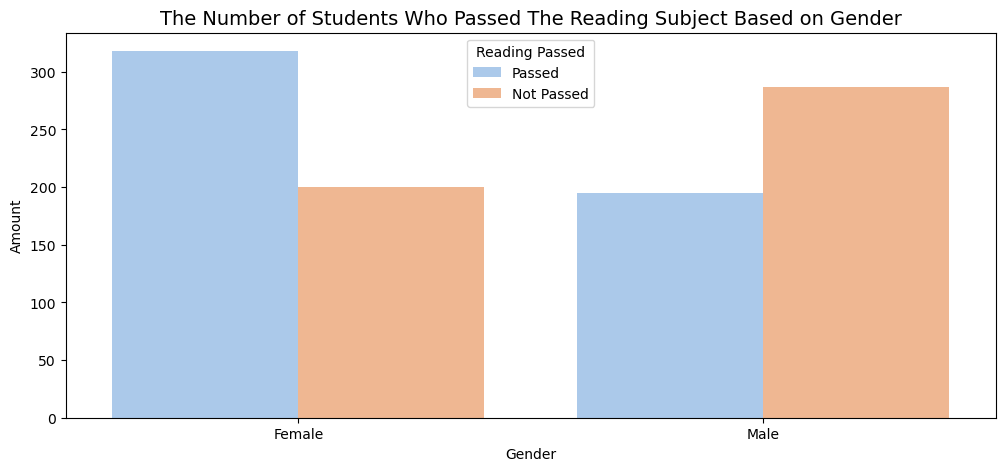 The Number of Students Who Passed The Reading Subject Based on Gender
Reading Passed
Passed
Not Passed
300
250
200
150
100
50
0
Amount
Female
Male
Gender